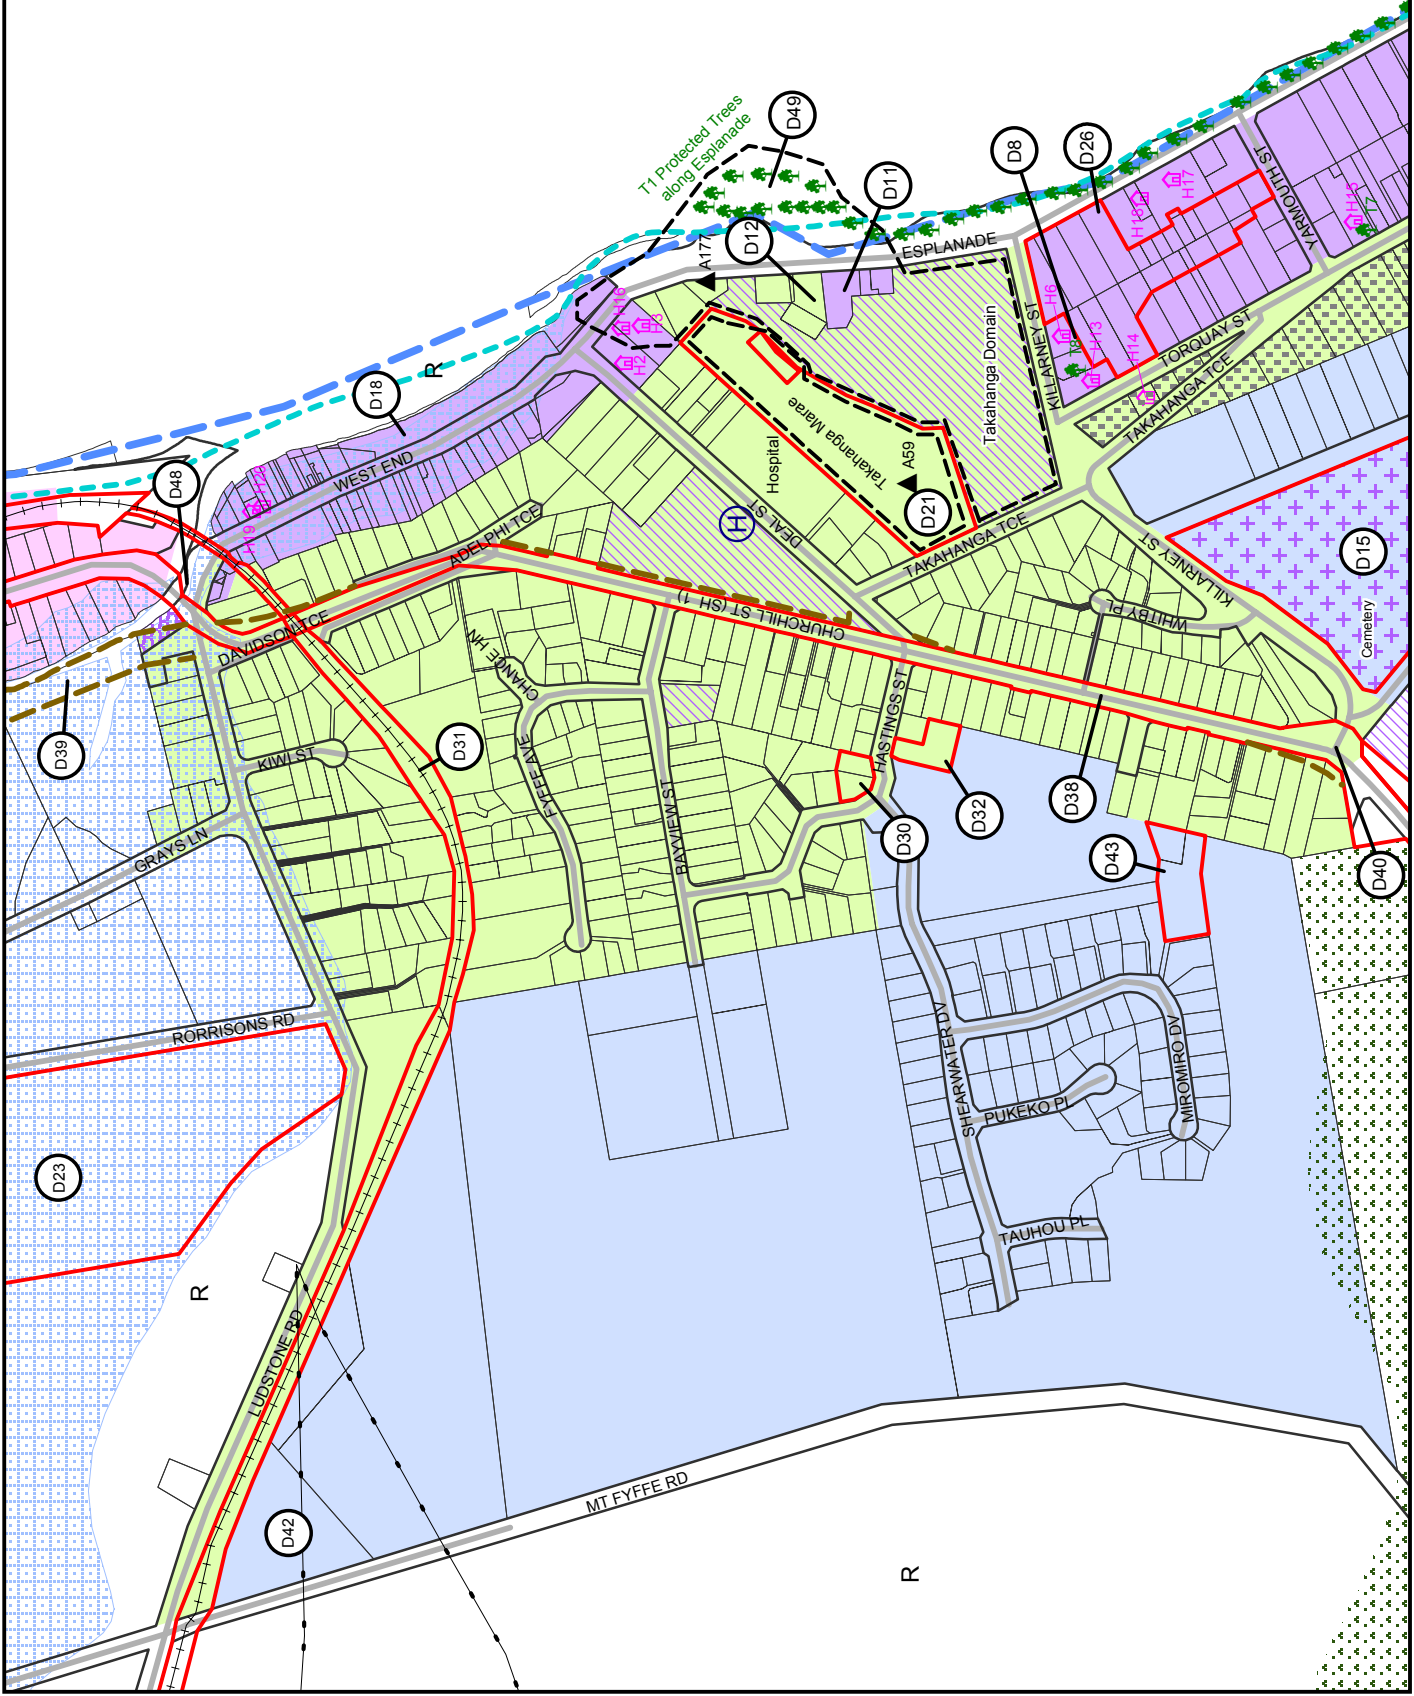 T1 Protected Trees
along Esplanade
D49
D8
D26
D11
D12
A177
ESPLANADE
H18
H17
YARMOUTH ST
H15
T7
H16
H3
H2
R
D18
WEST END
D48
H20
H19
Hospital
Takahanga Marae
A59
D21
Takahanga Domain
KILLARNEY ST
H6
T8
H13
H14
TORQUAY ST
TAKAHANGA TCE
ADELPHI TCE
H
DEAL ST
TAKAHANGA TCE
KILLARNEY ST
D15
Cemetery
DAVIDSON TCE
CHURCHILL ST (SH 1)
WHITBY PL
CHANCE HN
D39
KIWI ST
D31
FYFFE AVE
BAYVIEW ST
HASTINGS ST
D30
D32
D38
D43
D40
GRAYS LN
RORRISONS RD
D23
R
SHEARWATER DV
PUKEKO PL
MIROMIRO DV
TAUHOU PL
LUDSTONE RD
D42
MT FYFFE RD
R